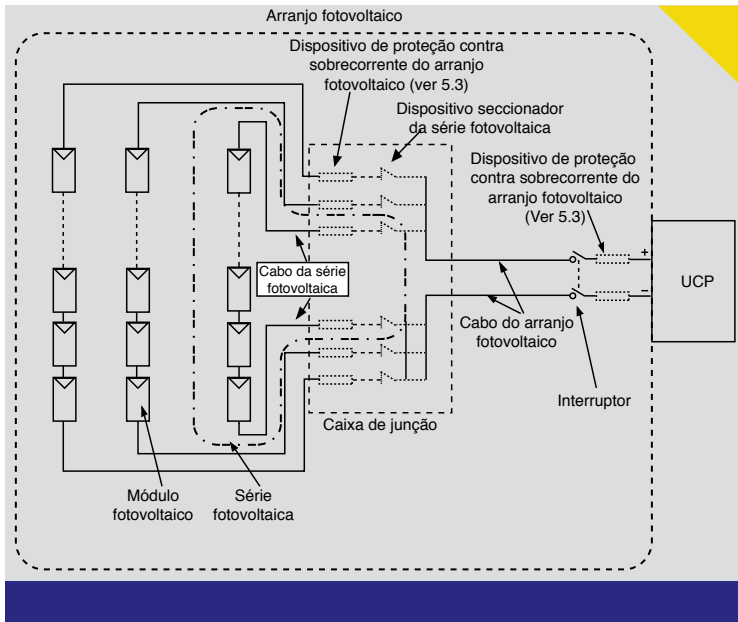 Arranjo fotovoltaico
Dispositivo de proteção contra
sobrecorrente do arranjo
fotovoltaico (ver 5.3)
Dispositivo seccionador
da série fotovoltaica
Dispositivo de proteção
contra sobrecorrente do
arranjo fotovoltaico
(Ver 5.3)
+
UCP
−
Cabo da série
fotovoltaica
Cabo do arranjo
fotovoltaico
Interruptor
Caixa de junção
Módulo
fotovoltaico
Série
fotovoltaica